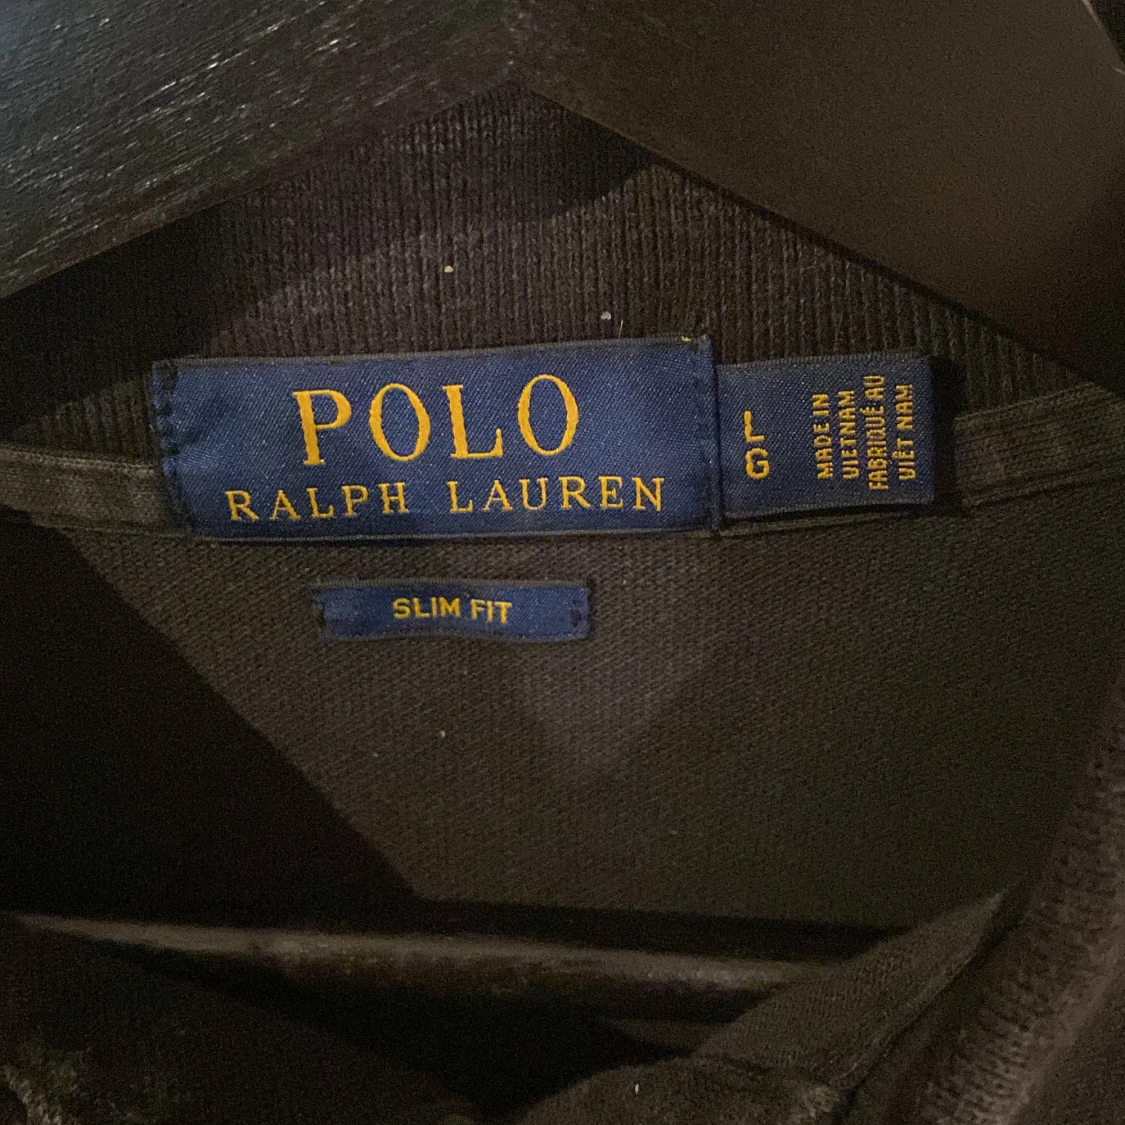 POLO
RALPH LAUREN
L
G
MADE IN
VIETNAM
FABRIQUÉ AU
VIÊT NAM
SLIM FIT